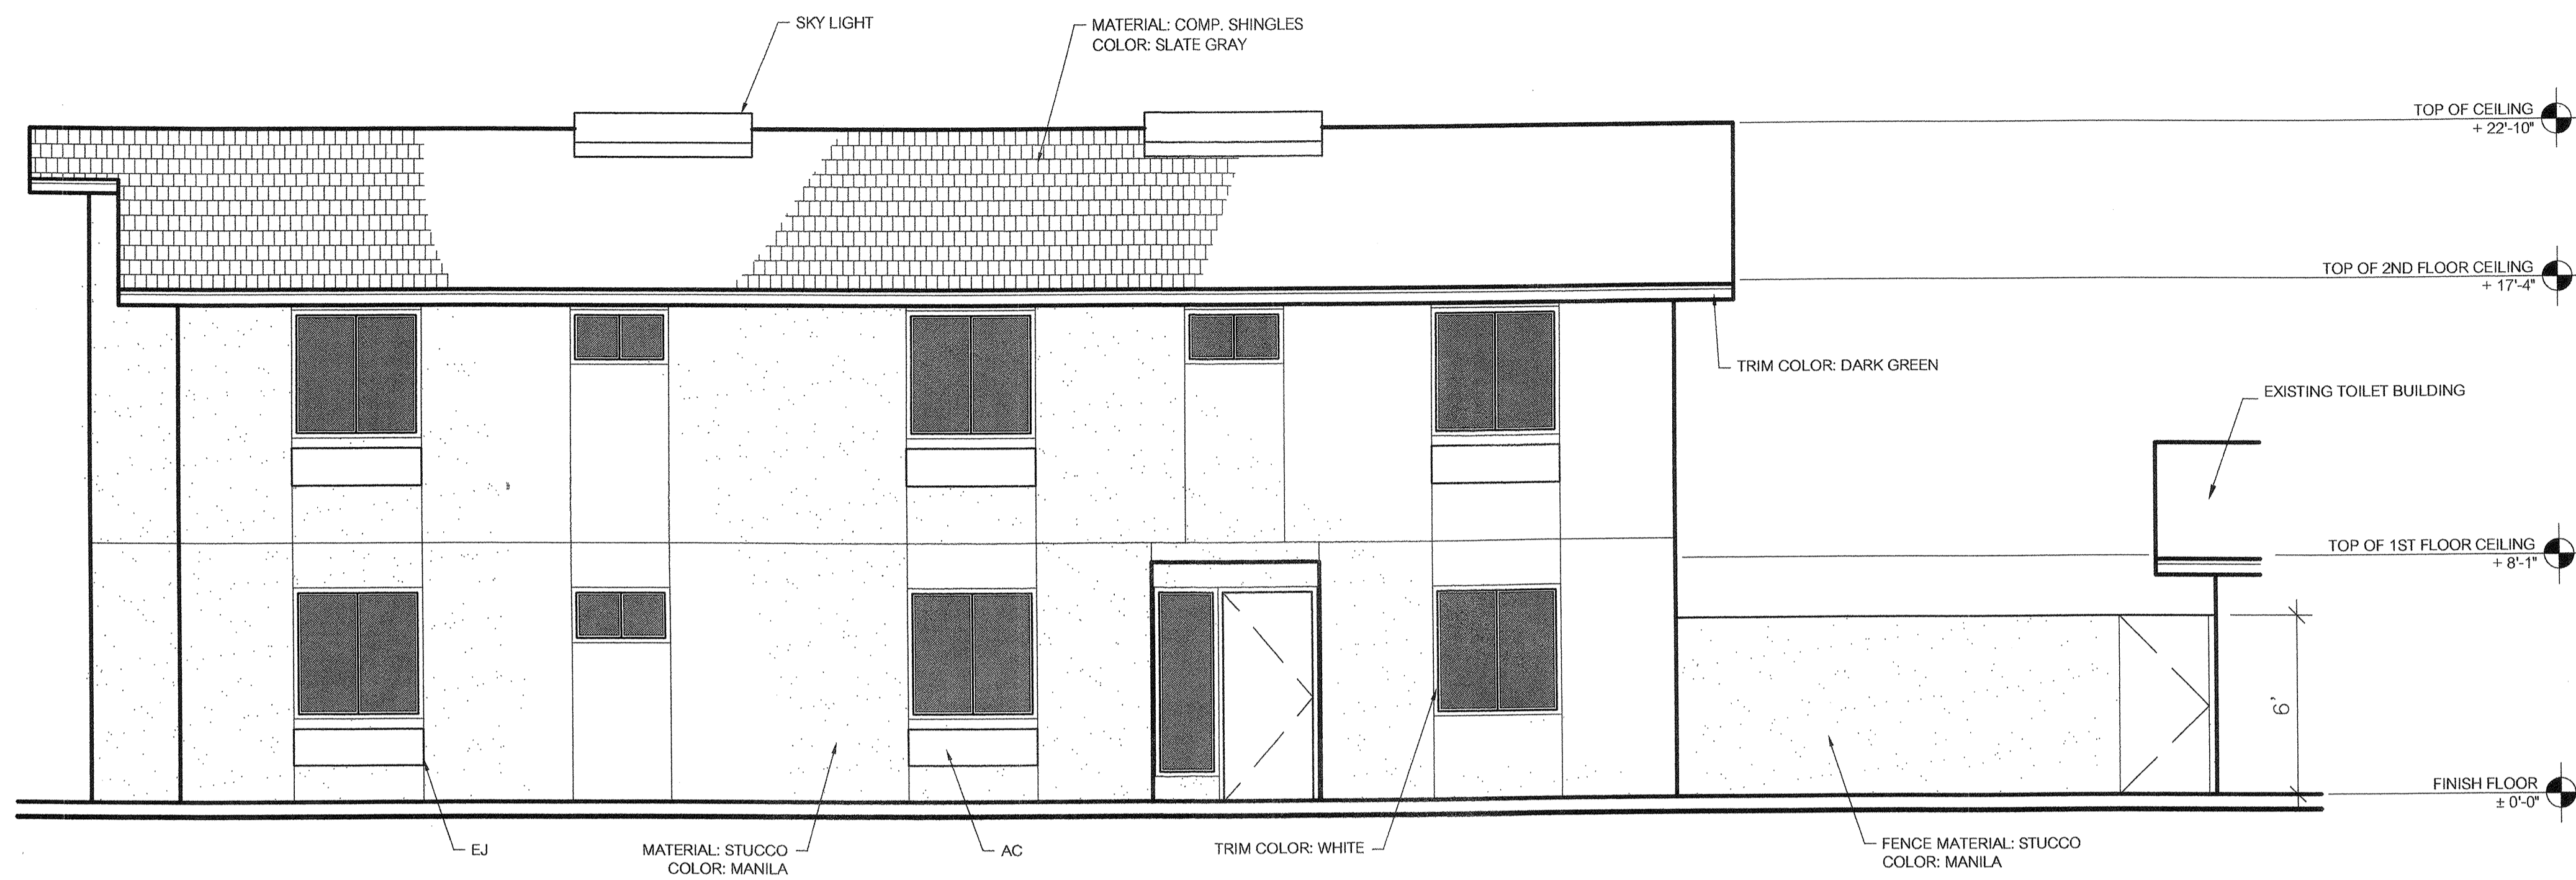 SKY LIGHT
MATERIAL: COMP. SHINGLES
COLOR: SLATE GRAY
TOP OF CEILING
+ 22'-10"
TOP OF 2ND FLOOR CEILING
+ 17'-4"
TRIM COLOR: DARK GREEN
EXISTING TOILET BUILDING
TOP OF 1ST FLOOR CEILING
+ 8'-1"
6'
FINISH FLOOR
± 0'-0"
EJ
MATERIAL: STUCCO
COLOR: MANILA
AC
TRIM COLOR: WHITE
FENCE MATERIAL: STUCCO
COLOR: MANILA